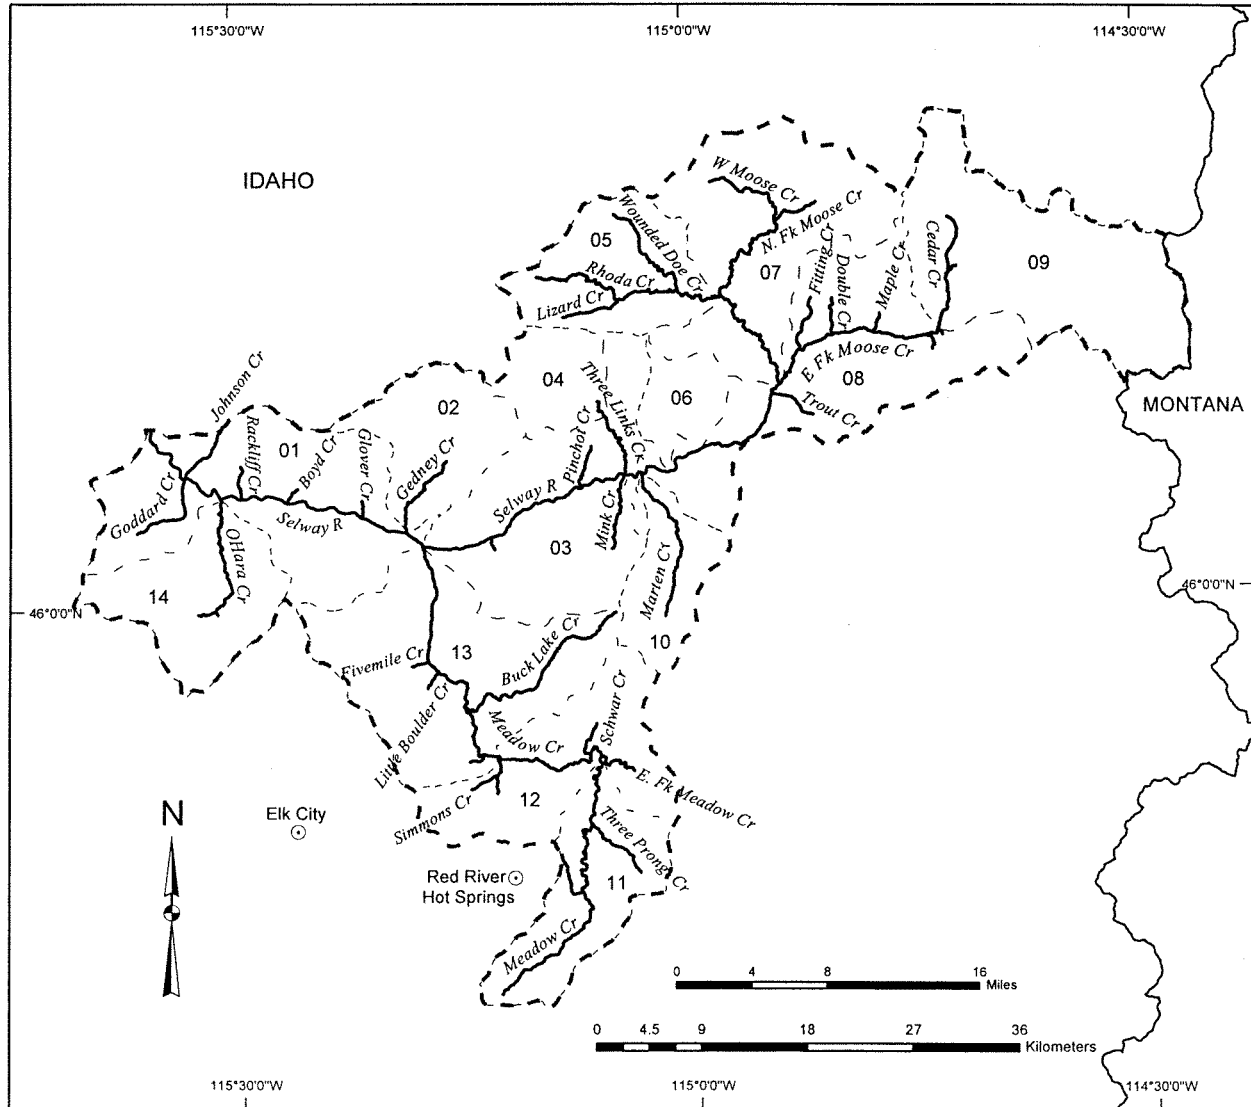 115°30'0"W
115°0'0"W
114°30'0"W
IDAHO
W Moose Cr
N. Fk Moose Cr
Wounded Doe Cr
05
Rhoda Cr
Lizard Cr
07
Fitting Cr
Double Cr
Maple Cr
Cedar Cr
09
E Fk Moose Cr
08
Trout Cr
MONTANA
Johnson Cr
02
04
Three Links Ck
06
Rackliff Cr
01
Boyd Cr
Glover Cr
Gedney Cr
Pinchot Cr
Goddard Cr
Selway R
Selway R
OHara Cr
03
Mink Cr
Marten Cr
14
46°0'0"N
46°0'0"N
10
Fivemile Cr
13
Buck Lake Cr
Little Boulder Cr
Meadow Cr
Schwar Cr
E. Fk Meadow Cr
Simmons Cr
12
Three Prong Cr
N
Elk City
Red River
Hot Springs
11
Meadow Cr
0 4 8 16
Miles
0 4.5 9 18 27 36
Kilometers
115°30'0"W
115°0'0"W
114°30'0"W